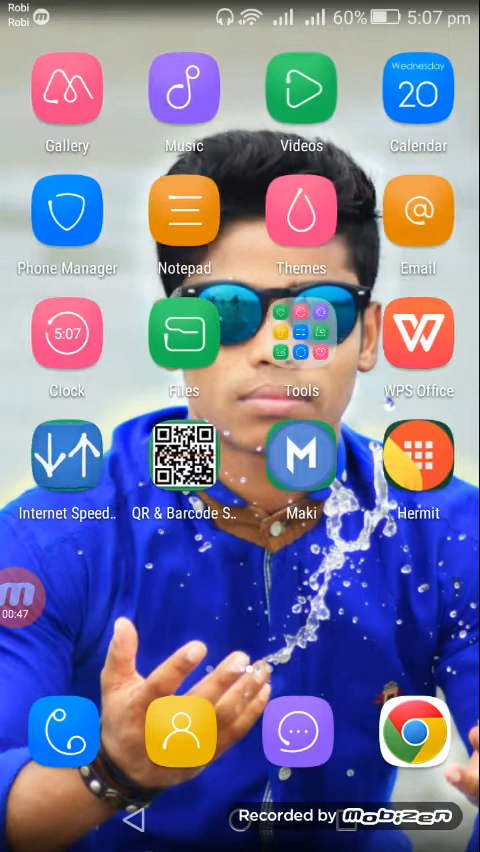 Robi
Robi
60% 5:07 pm
Wednesday
20
Gallery Music Videos Calendar
@
Phone Manager Notepad Themes Email
5:07
W
Clock Files Tools WPS Office
M
Internet Speed.. QR & Barcode S.. Maki Hermit
m
00:47
Recorded by mobizen